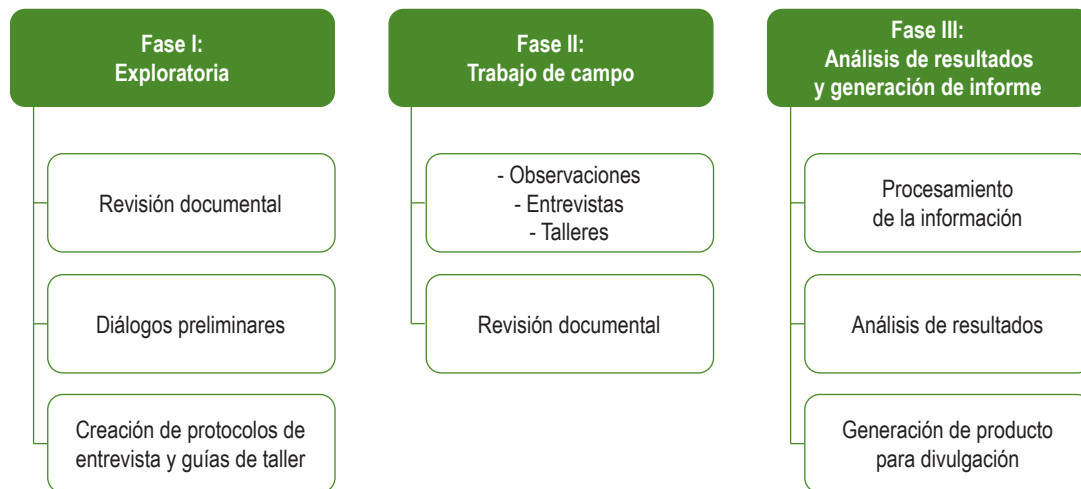 Fase I:
Exploratoria
Revisión documental
Diálogos preliminares
Creación de protocolos de
entrevista y guías de taller
Fase II:
Trabajo de campo
- Observaciones
- Entrevistas
- Talleres
Revisión documental
Fase III:
Análisis de resultados
y generación de informe
Procesamiento
de la información
Análisis de resultados
Generación de producto
para divulgación